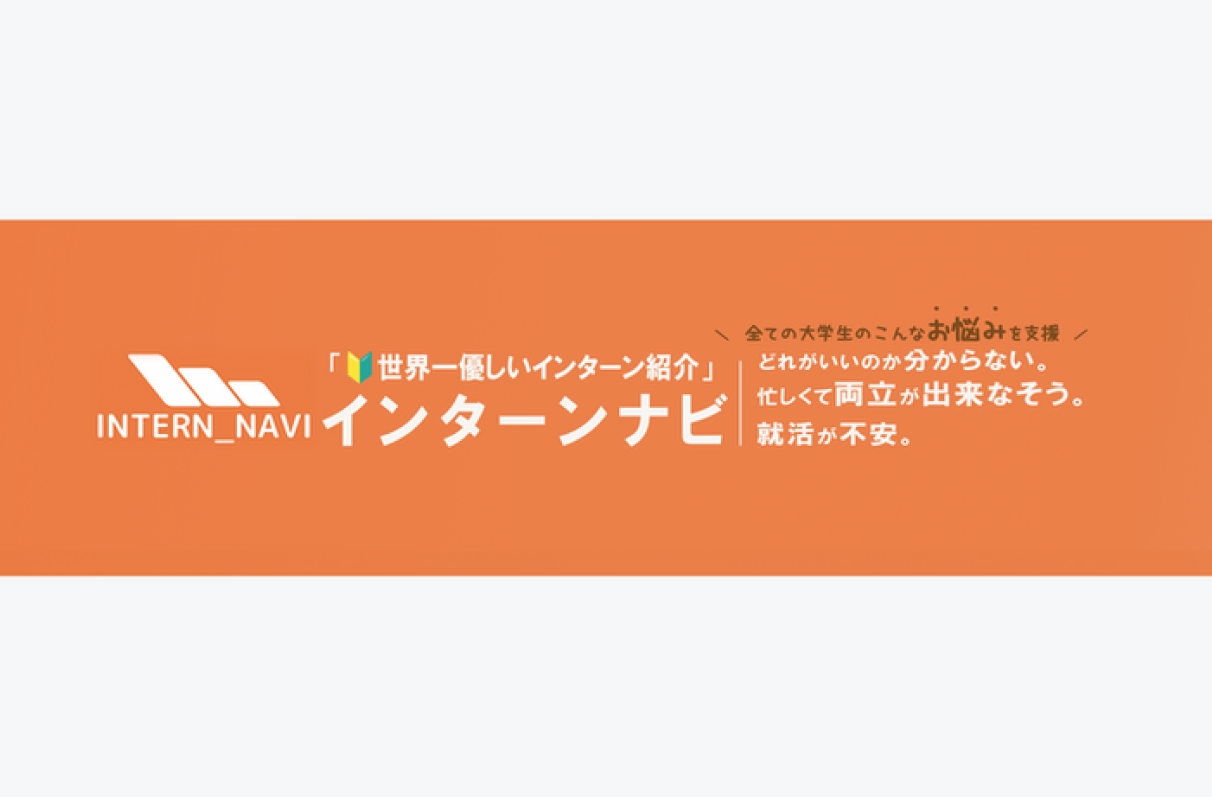 INTERN_NAVI
「🔰世界一優しいインターン紹介」
インターンナビ
\ 全ての大学生のこんなお悩みを支援 /
どれがいいのか分からない。
忙しくて両立が出来なそう。
就活が不安。